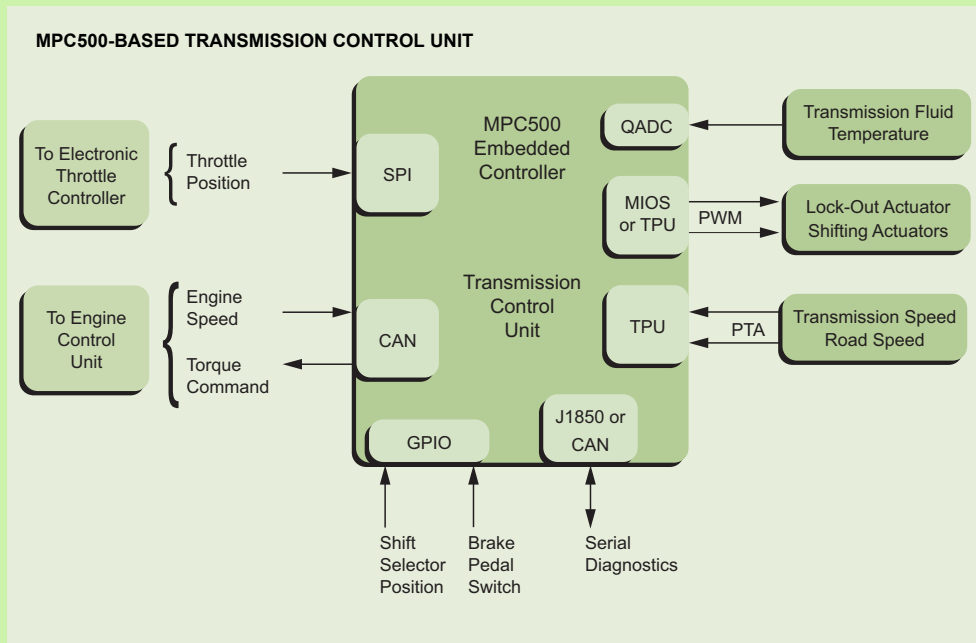 MPC500-BASED TRANSMISSION CONTROL UNIT
To Electronic
Throttle
Controller
Throttle
Position
SPI
MPC500
Embedded
Controller
QADC
Transmission Fluid
Temperature
MIOS
or TPU
PWM
Lock-Out Actuator
Shifting Actuators
To Engine
Control
Unit
Engine
Speed
Torque
Command
CAN
Transmission
Control
Unit
TPU
PTA
Transmission Speed
Road Speed
GPIO
J1850 or
CAN
Shift
Selector
Position
Brake
Pedal
Switch
Serial
Diagnostics